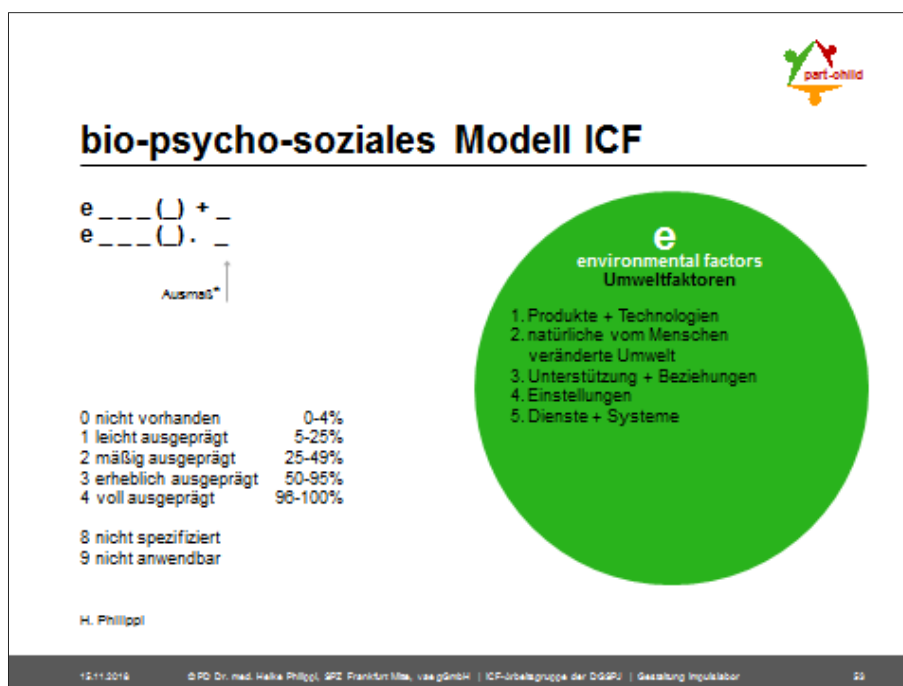 part-child
bio-psycho-soziales Modell ICF
e _ _ _ (_) + _
e _ _ _ (_) . _
Ausmaß*
0 nicht vorhanden 0-4%
1 leicht ausgeprägt 5-25%
2 mäßig ausgeprägt 25-49%
3 erheblich ausgeprägt 50-95%
4 voll ausgeprägt 96-100%
8 nicht spezifiziert
9 nicht anwendbar
e
environmental factors
Umweltfaktoren
1. Produkte + Technologien
2. natürliche vom Menschen
veränderte Umwelt
3. Unterstützung + Beziehungen
4. Einstellungen
5. Dienste + Systeme
H. Philippi
© PD Dr. med. Heike Philippi, SPZ Frankfurt Mitte, vae gGmbH | ICF-Arbeitsgruppe der DGSPJ | Gestaltung Impulslabor